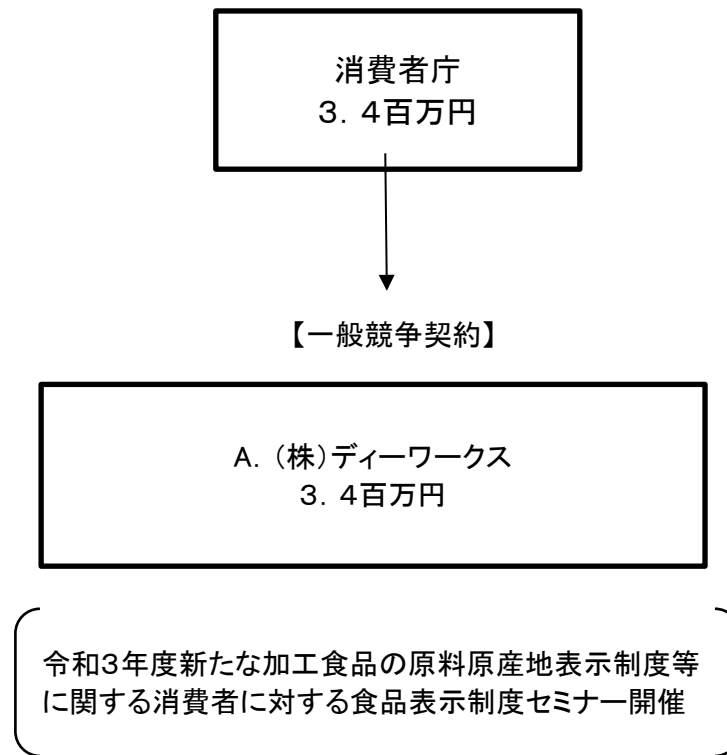 消費者庁
３．４百万円
【一般競争契約】
A．（株）ディーワークス
３．４百万円
令和３年度新たな加工食品の原料原産地表示制度等
に関する消費者に対する食品表示制度セミナー開催